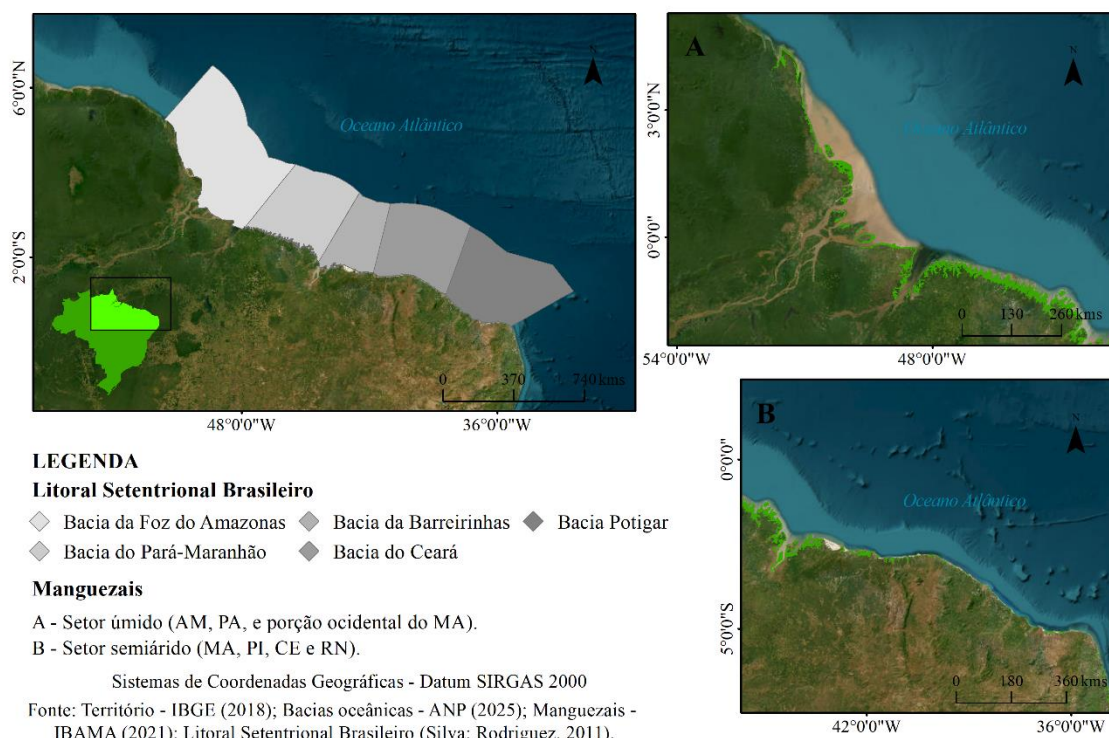 6°0'0"N
2°0'0"S
48°0'0"W
36°0'0"W
N
Oceano Atlântico
0 370 740 kms
A
N
Oceano Atlântico
3°0'0"N
0°0'0"
54°0'0"W
48°0'0"W
0 130 260 kms
B
N
Oceano Atlântico
0°0'0"
5°0'0"S
42°0'0"W
36°0'0"W
0 180 360 kms
LEGENDA
Litoral Setentrional Brasileiro
Bacia da Foz do Amazonas
Bacia da Barreirinhas
Bacia Potigar
Bacia do Pará-Maranhão
Bacia do Ceará
Manguezais
A - Setor úmido (AM, PA, e porção ocidental do MA).
B - Setor semiárido (MA, PI, CE e RN).
Sistemas de Coordenadas Geográficas - Datum SIRGAS 2000
Fonte: Território - IBGE (2018); Bacias oceânicas - ANP (2025); Manguezais -
IBAMA (2021); Litoral Setentrional Brasileiro (Silva; Rodriguez, 2011).